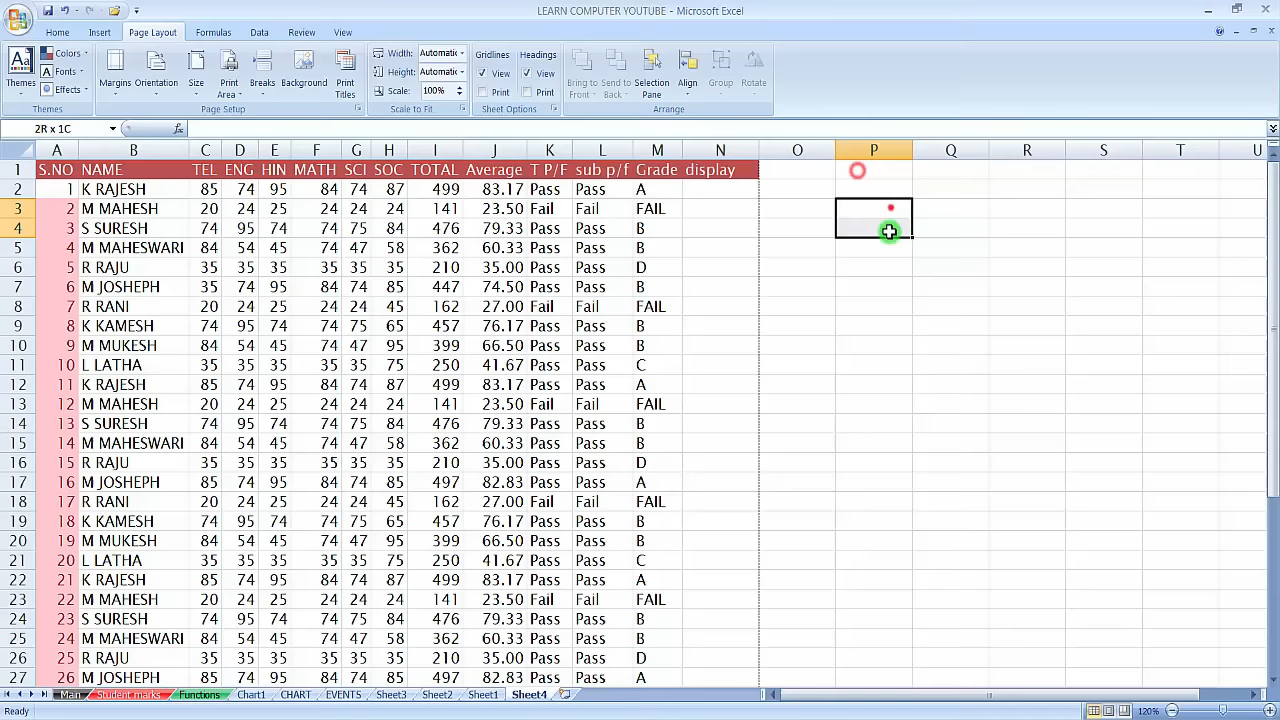 LEARN COMPUTER YOUTUBE - Microsoft Excel
Home Insert Page Layout Formulas Data Review View
Themes Colors Fonts Effects Margins Orientation Size Print Area Breaks Background Print Titles Width: Automatic Height: Automatic Scale: 100% Gridlines View Print Headings View Print Bring to Front Send to Back Selection Pane Align Group Rotate
Themes Page Setup Scale to Fit Sheet Options Arrange
2R x 1C fx
A B C D E F G H I J K L M N O P Q R S T U
1 S.NO NAME TEL ENG HIN MATH SCI SOC TOTAL Average T P/F sub p/f Grade display
2 1 K RAJESH 85 74 95 84 74 87 499 83.17 Pass Pass A
3 2 M MAHESH 20 24 25 24 24 24 141 23.50 Fail Fail FAIL
4 3 S SURESH 74 95 74 74 75 84 476 79.33 Pass Pass B
5 4 M MAHESWARI 84 54 45 74 47 58 362 60.33 Pass Pass B
6 5 R RAJU 35 35 35 35 35 35 210 35.00 Pass Pass D
7 6 M JOSHEPH 35 74 95 84 74 85 447 74.50 Pass Pass B
8 7 R RANI 20 24 25 24 24 45 162 27.00 Fail Fail FAIL
9 8 K KAMESH 74 95 74 74 75 65 457 76.17 Pass Pass B
10 9 M MUKESH 84 54 45 74 47 95 399 66.50 Pass Pass B
11 10 L LATHA 35 35 35 35 35 75 250 41.67 Pass Pass C
12 11 K RAJESH 85 74 95 84 74 87 499 83.17 Pass Pass A
13 12 M MAHESH 20 24 25 24 24 24 141 23.50 Fail Fail FAIL
14 13 S SURESH 74 95 74 74 75 84 476 79.33 Pass Pass B
15 14 M MAHESWARI 84 54 45 74 47 58 362 60.33 Pass Pass B
16 15 R RAJU 35 35 35 35 35 35 210 35.00 Pass Pass D
17 16 M JOSHEPH 85 74 95 84 74 85 497 82.83 Pass Pass A
18 17 R RANI 20 24 25 24 24 45 162 27.00 Fail Fail FAIL
19 18 K KAMESH 74 95 74 74 75 65 457 76.17 Pass Pass B
20 19 M MUKESH 84 54 45 74 47 95 399 66.50 Pass Pass B
21 20 L LATHA 35 35 35 35 35 75 250 41.67 Pass Pass C
22 21 K RAJESH 85 74 95 84 74 87 499 83.17 Pass Pass A
23 22 M MAHESH 20 24 25 24 24 24 141 23.50 Fail Fail FAIL
24 23 S SURESH 74 95 74 74 75 84 476 79.33 Pass Pass B
25 24 M MAHESWARI 84 54 45 74 47 58 362 60.33 Pass Pass B
26 25 R RAJU 35 35 35 35 35 35 210 35.00 Pass Pass D
27 26 M JOSHEPH 85 74 95 84 74 85 497 82.83 Pass Pass A
Main Student marks Functions Chart1 CHART EVENTS Sheet3 Sheet2 Sheet1 Sheet4
Ready 120%